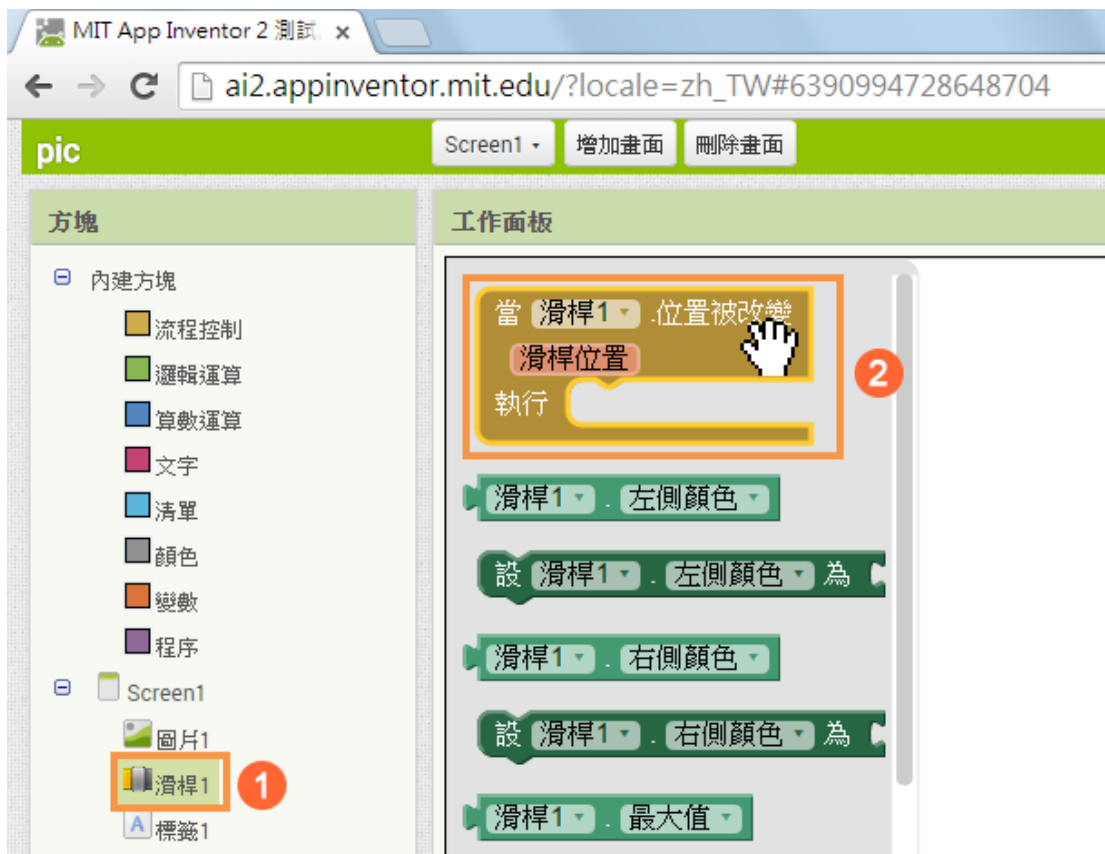 MIT App Inventor 2 測試
ai2.appinventor.mit.edu/?locale=zh_TW#6390994728648704
pic
Screen1
增加畫面
刪除畫面
方塊
內建方塊
流程控制
邏輯運算
算數運算
文字
清單
顏色
變數
程序
Screen1
圖片1
滑桿1
1
標籤1
工作面板
當 滑桿1 .位置被改變
滑桿位置
執行
2
滑桿1 . 左側顏色
設 滑桿1 . 左側顏色 為
滑桿1 . 右側顏色
設 滑桿1 . 右側顏色 為
滑桿1 . 最大值